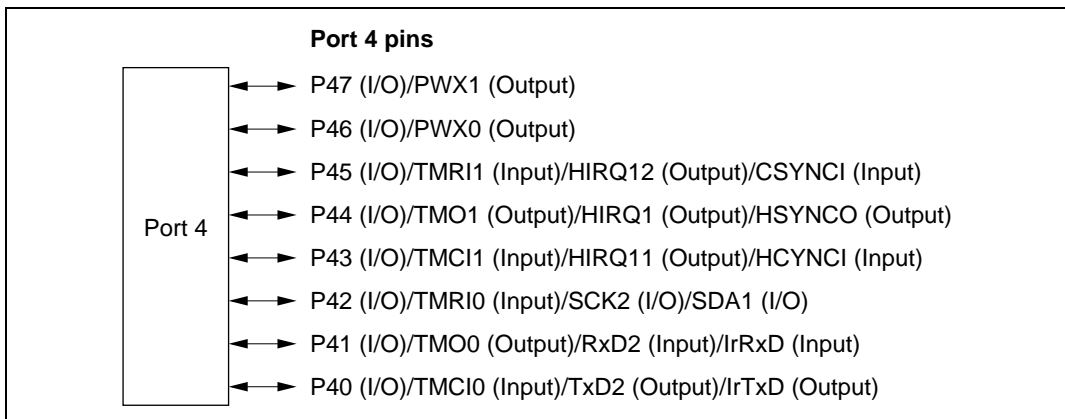 Port 4 pins
P47 (I/O)/PWX1 (Output)
P46 (I/O)/PWX0 (Output)
P45 (I/O)/TMRI1 (Input)/HIRQ12 (Output)/CSYNCI (Input)
Port 4
P44 (I/O)/TMO1 (Output)/HIRQ1 (Output)/HSYNCO (Output)
P43 (I/O)/TMCI1 (Input)/HIRQ11 (Output)/HCYNCI (Input)
P42 (I/O)/TMRI0 (Input)/SCK2 (I/O)/SDA1 (I/O)
P41 (I/O)/TMO0 (Output)/RxD2 (Input)/IrRxD (Input)
P40 (I/O)/TMCI0 (Input)/TxD2 (Output)/IrTxD (Output)